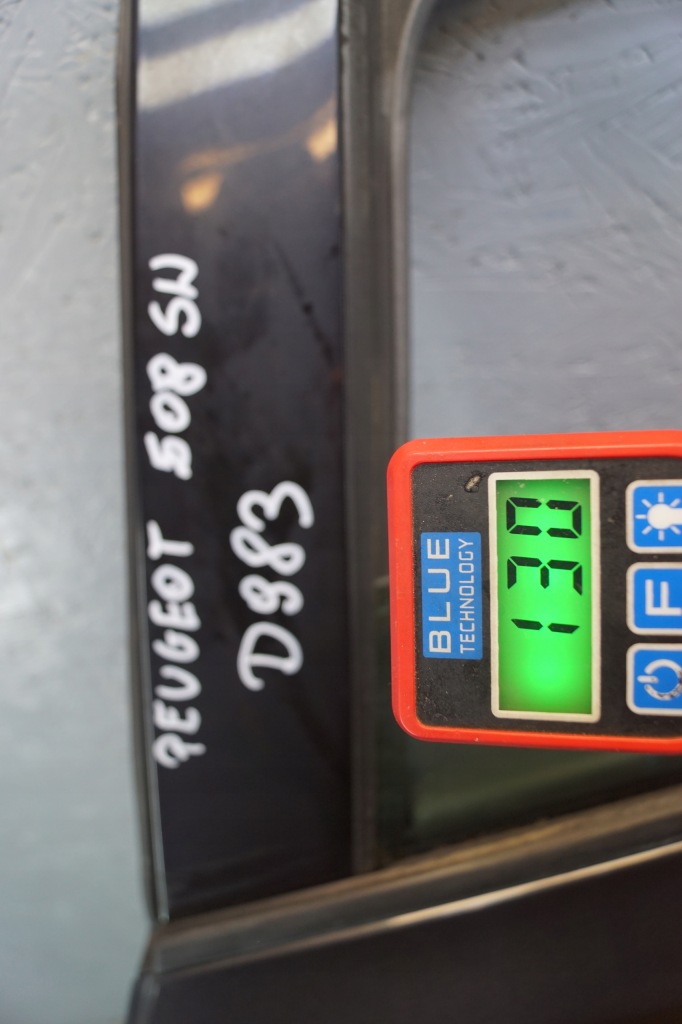 PEUGEOT 508 SW
D983
BLUE
TECHNOLOGY
130
F